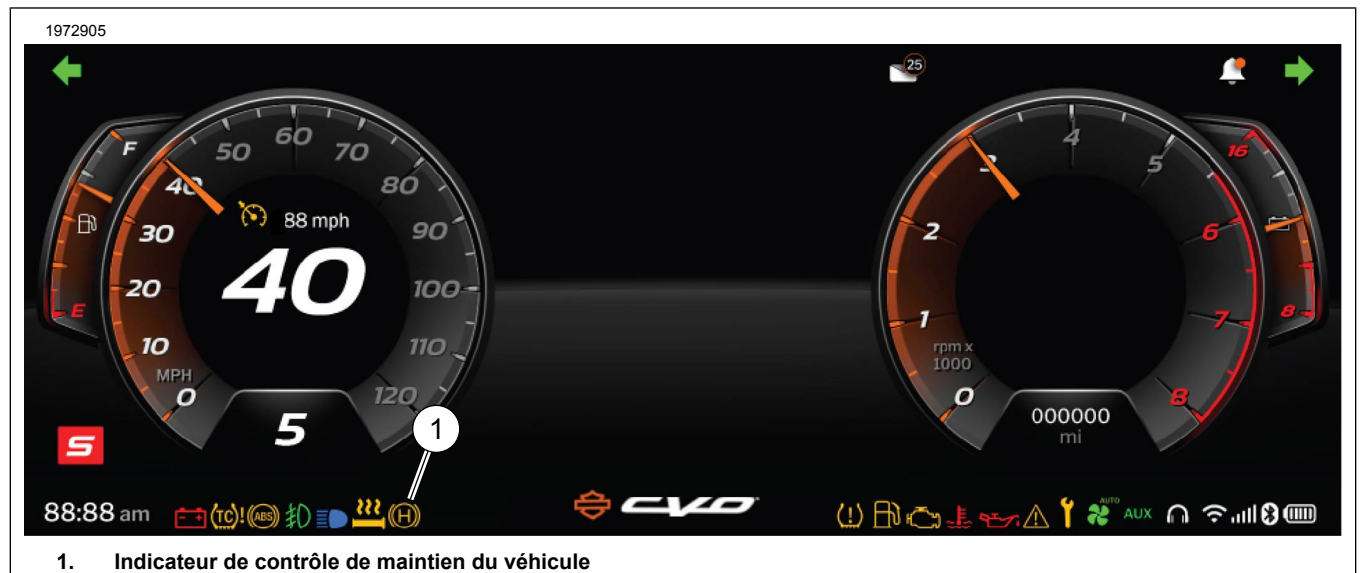 1972905
25
F
E
0
10
20
30
40
50
60
70
80
90
100
110
120
MPH
88 mph
40
5
0
1
2
3
4
5
6
7
8
rpm x
1000
000000
mi
16
8
S
1
88:88 am
TC ! ABS H
CVO
AUTO
AUX
1. Indicateur de contrôle de maintien du véhicule